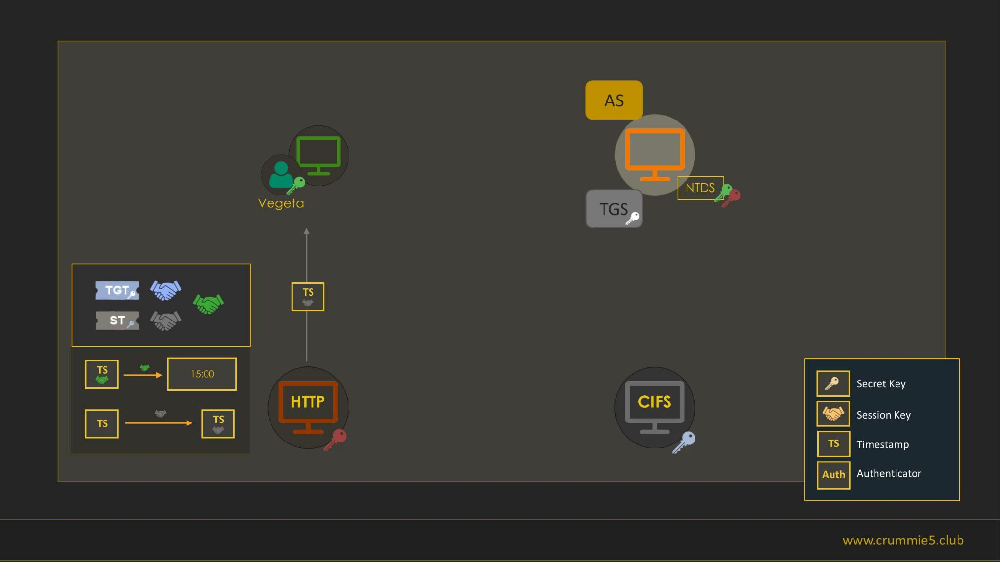 AS
NTDS
Vegeta
TGS
TGT
TS
ST
TS
15:00
HTTP
CIFS
TS
TS
Secret Key
Session Key
TS
Timestamp
Auth
Authenticator
www.crummie5.club